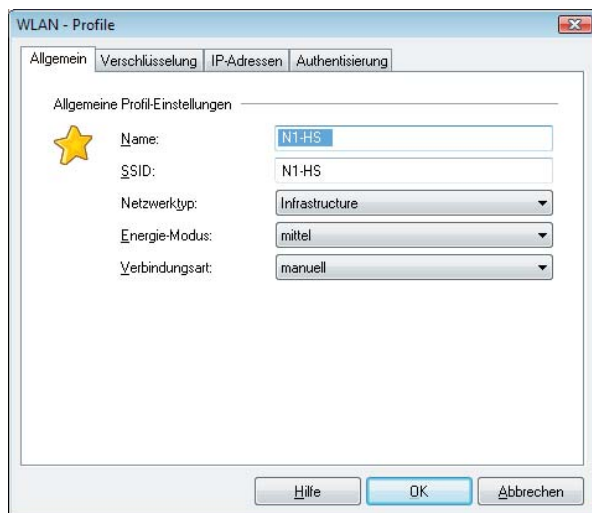 WLAN - Profile
Allgemein Verschlüsselung IP-Adressen Authentisierung
Allgemeine Profil-Einstellungen
Name: N1-HS
SSID: N1-HS
Netzwerktyp: Infrastructure
Energie-Modus: mittel
Verbindungsart: manuell
Hilfe OK Abbrechen